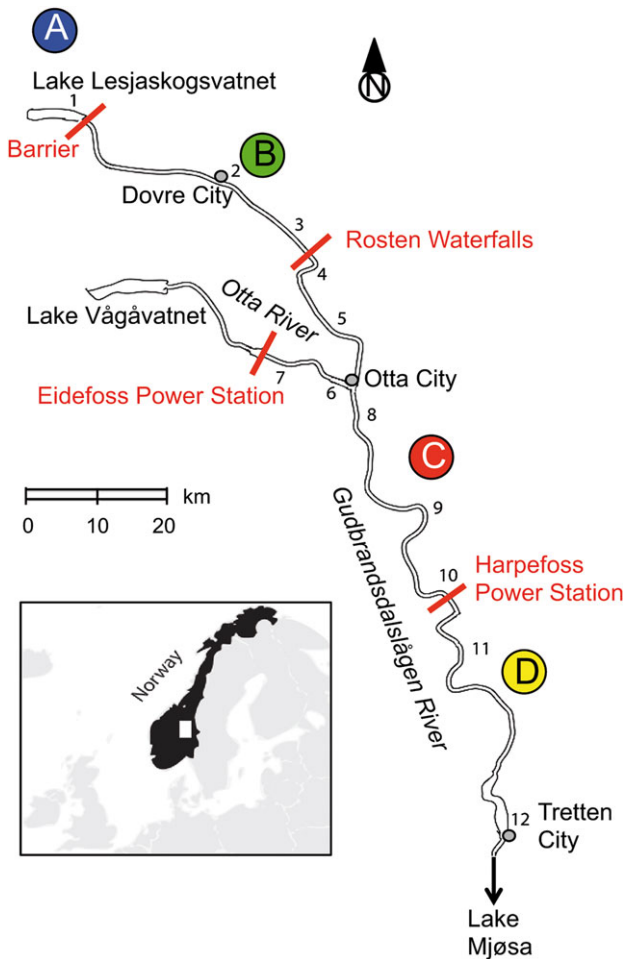 A
N
Lake Lesjaskogsvatnet
1
Barrier
B
2
Dovre City
3
Rosten Waterfalls
4
Otta River
Lake Vågåvatnet
5
7
6
Otta City
Eidefoss Power Station
8
C
km
0 10 20
9
Gudbrandsdalslågen River
10
Harpefoss
Power Station
11
D
Norway
12
Tretten
City
Lake
Mjøsa